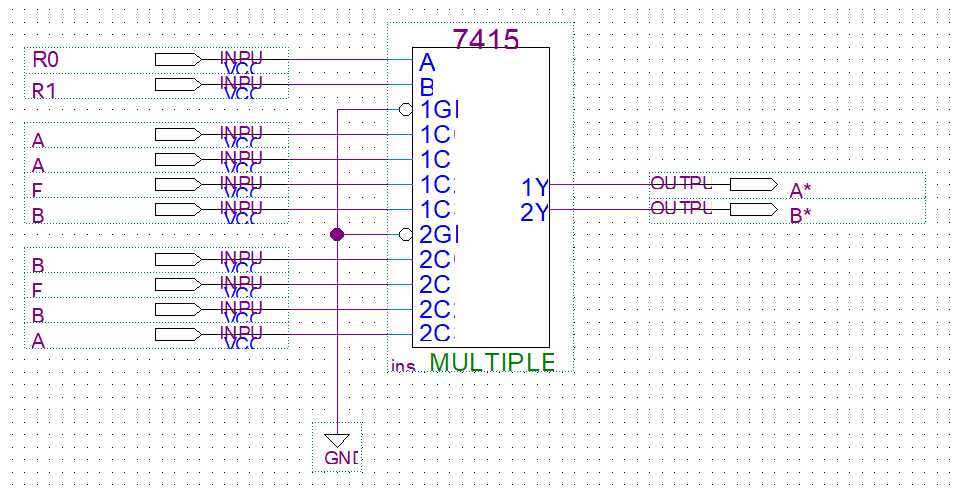 7415
R0 INPU VCC A
R1 INPU VCC B
1G
A INPU VCC 1C
A INPU VCC 1C
F INPU VCC 1C 1Y OUTPU A*
B INPU VCC 1C 2Y OUTPU B*
2G
B INPU VCC 2C
F INPU VCC 2C
B INPU VCC 2C
A INPU VCC 2C
ins MULTIPLE
GND